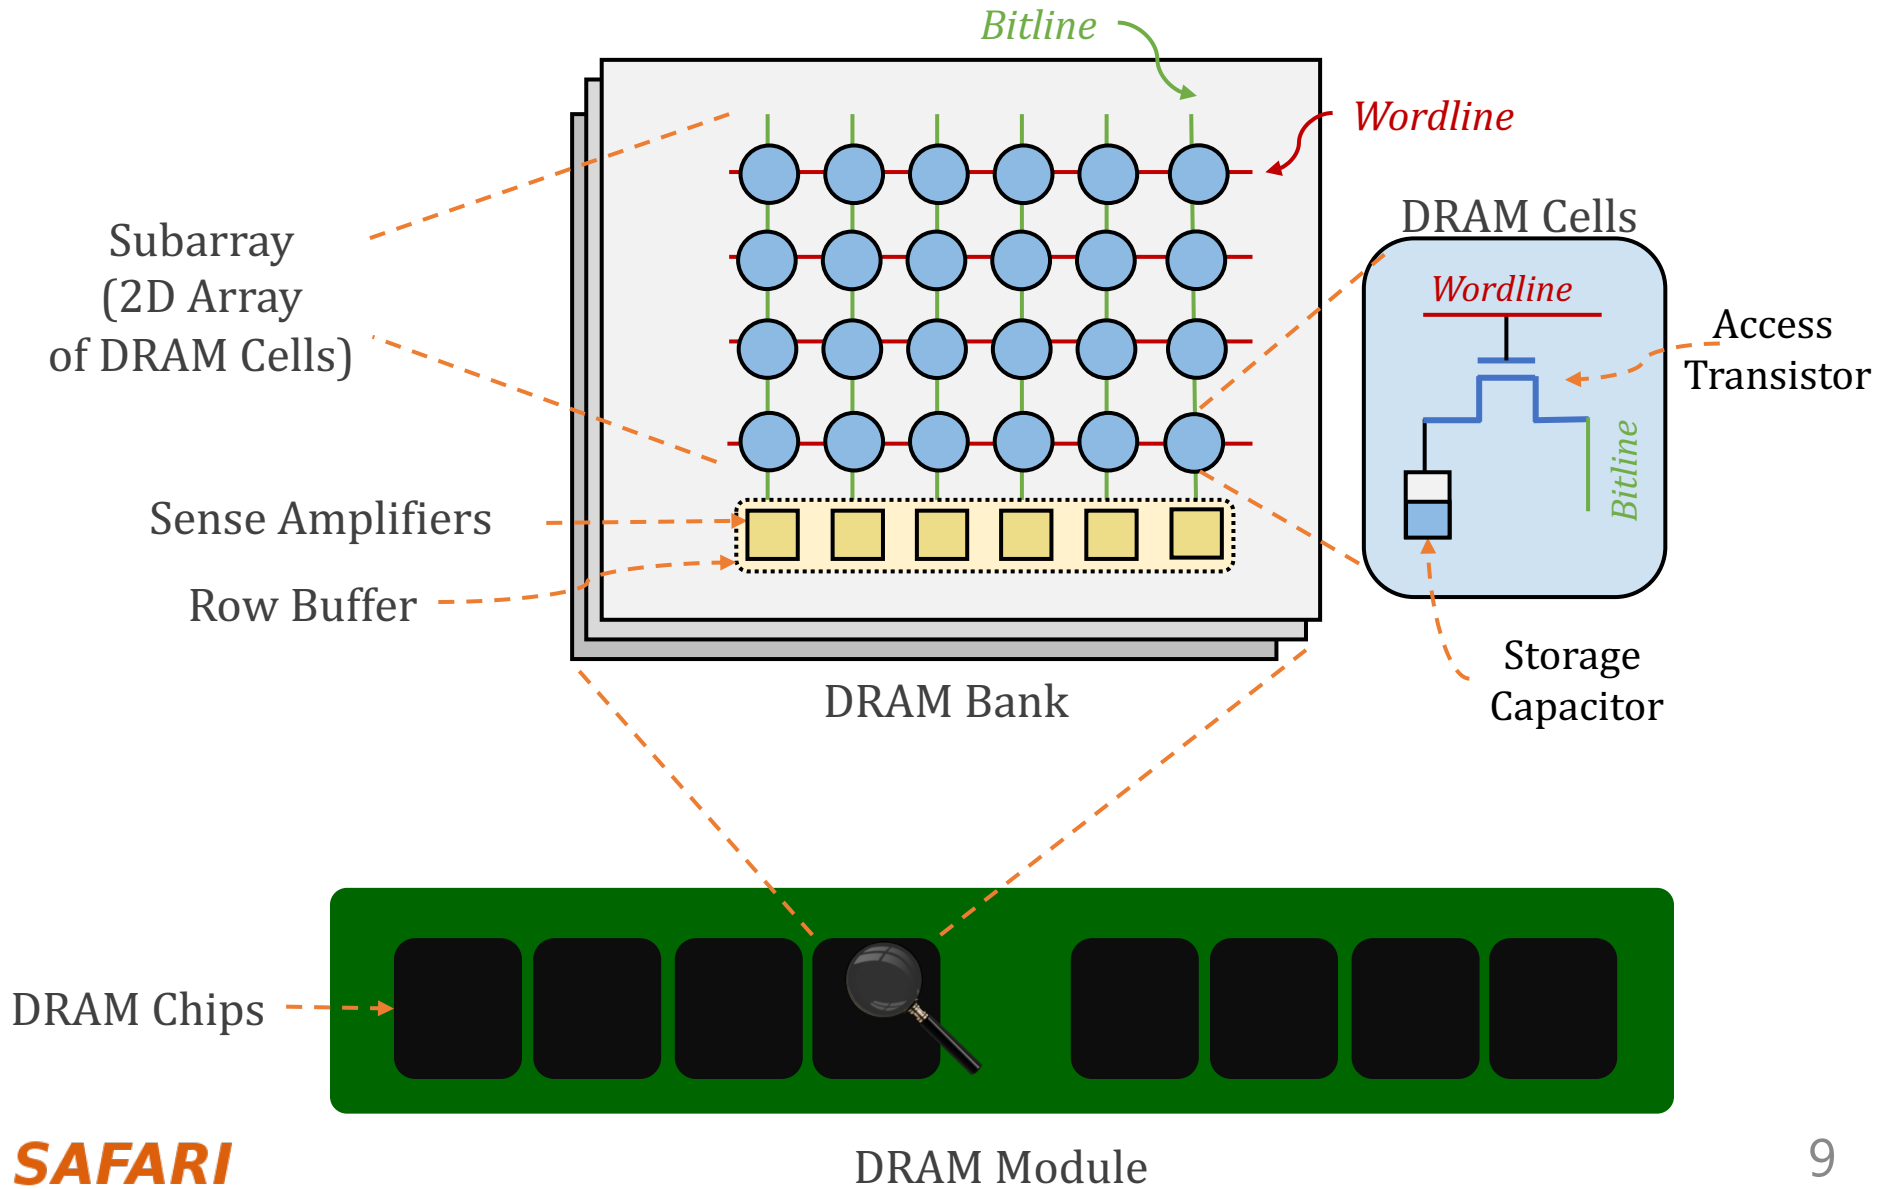 Bitline
Wordline
DRAM Cells
Subarray
(2D Array
of DRAM Cells)
Wordline
Access
Transistor
Bitline
Sense Amplifiers
Row Buffer
Storage
Capacitor
DRAM Bank
DRAM Chips
SAFARI
DRAM Module
9